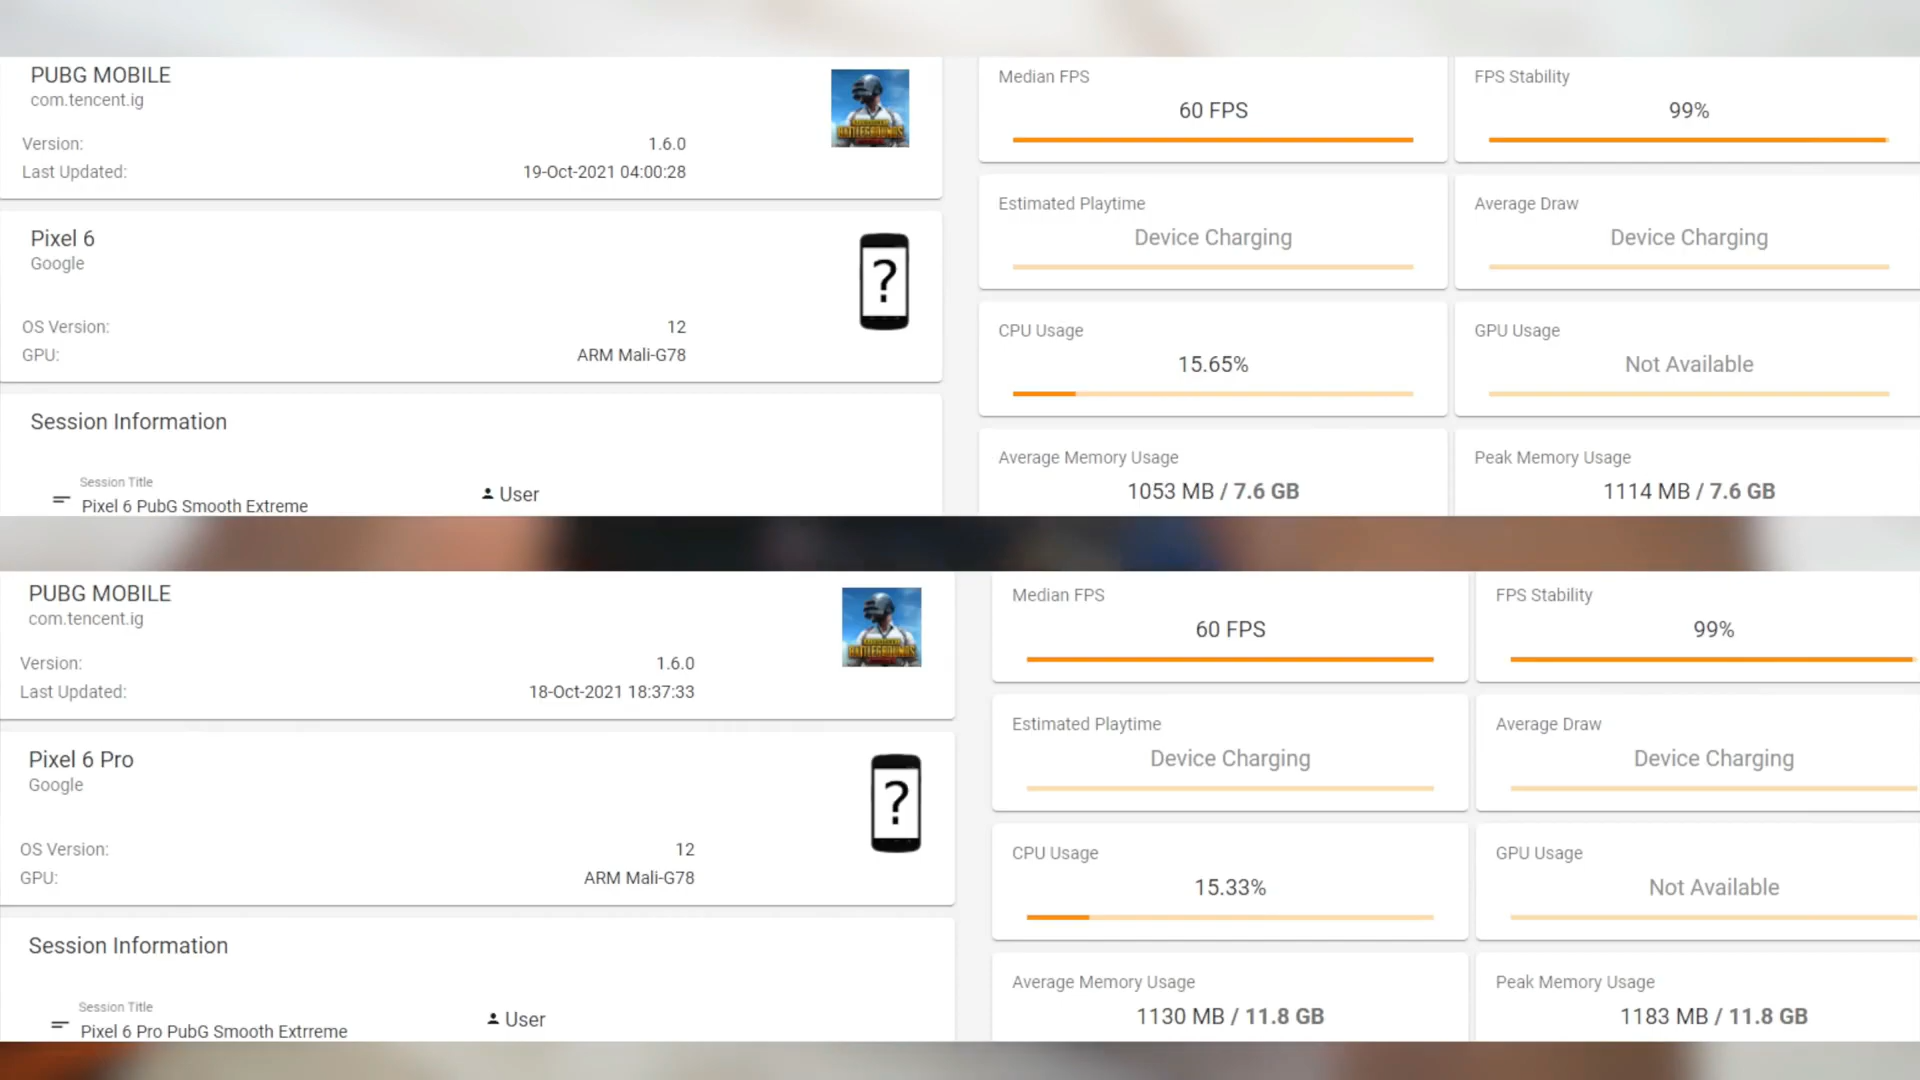 PUBG MOBILE
com.tencent.ig
Version: 1.6.0
Last Updated: 19-Oct-2021 04:00:28
Pixel 6
Google
?
OS Version: 12
GPU: ARM Mali-G78
Session Information
Session Title
Pixel 6 PubG Smooth Extreme
User
Median FPS
60 FPS
FPS Stability
99%
Estimated Playtime
Device Charging
Average Draw
Device Charging
CPU Usage
15.65%
GPU Usage
Not Available
Average Memory Usage
1053 MB / 7.6 GB
Peak Memory Usage
1114 MB / 7.6 GB
PUBG MOBILE
com.tencent.ig
Version: 1.6.0
Last Updated: 18-Oct-2021 18:37:33
Pixel 6 Pro
Google
?
OS Version: 12
GPU: ARM Mali-G78
Session Information
Session Title
Pixel 6 Pro PubG Smooth Extrreme
User
Median FPS
60 FPS
FPS Stability
99%
Estimated Playtime
Device Charging
Average Draw
Device Charging
CPU Usage
15.33%
GPU Usage
Not Available
Average Memory Usage
1130 MB / 11.8 GB
Peak Memory Usage
1183 MB / 11.8 GB